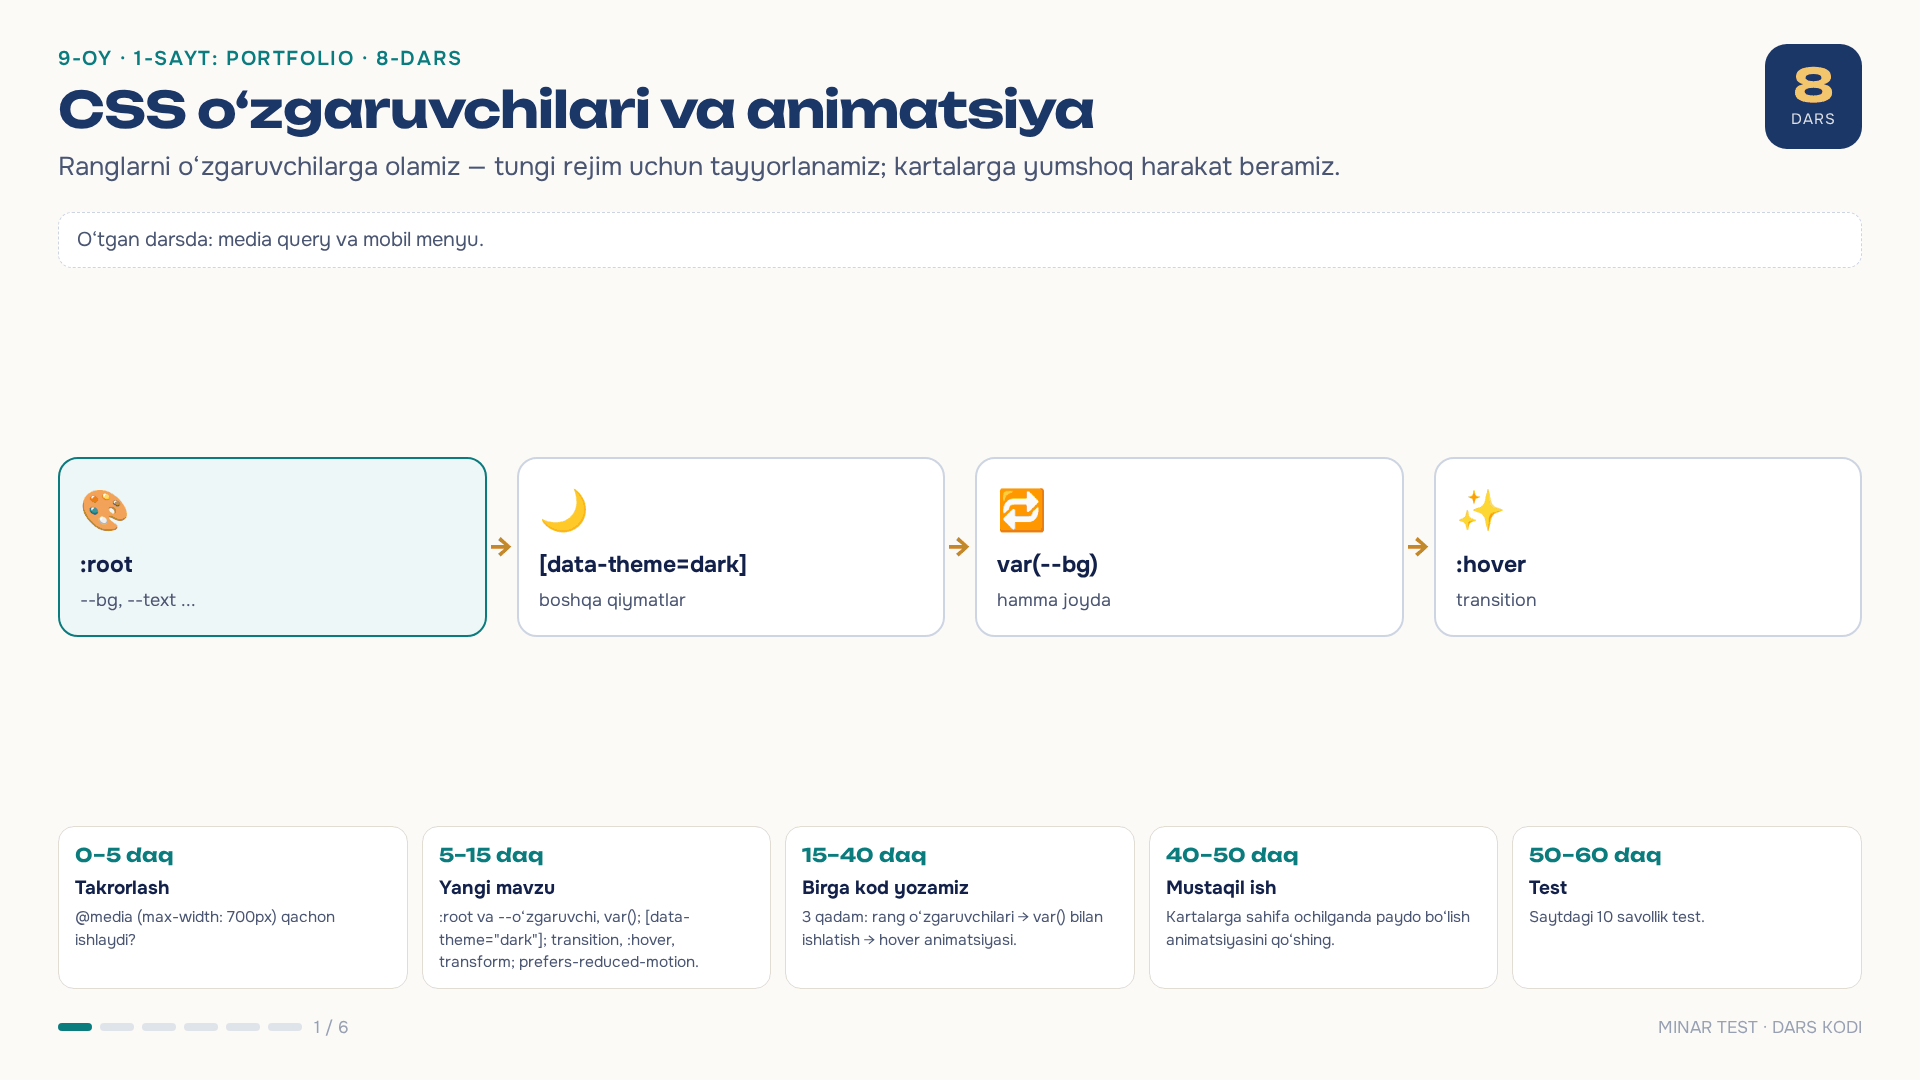 9-OY · 1-SAYT: PORTFOLIO · 8-DARS
CSS o‘zgaruvchilari va animatsiya
Ranglarni o‘zgaruvchilarga olamiz — tungi rejim uchun tayyorlanamiz; kartalarga yumshoq harakat beramiz.
8
DARS
O‘tgan darsda: media query va mobil menyu.
:root
--bg, --text ...
→
[data-theme=dark]
boshqa qiymatlar
→
var(--bg)
hamma joyda
→
:hover
transition
0–5 daq
Takrorlash
@media (max-width: 700px) qachon
ishlaydi?
5–15 daq
Yangi mavzu
:root va --o‘zgaruvchi, var(); [data-
theme="dark"]; transition, :hover,
transform; prefers-reduced-motion.
15–40 daq
Birga kod yozamiz
3 qadam: rang o‘zgaruvchilari → var() bilan
ishlatish → hover animatsiyasi.
40–50 daq
Mustaqil ish
Kartalarga sahifa ochilganda paydo bo‘lish
animatsiyasini qo‘shing.
50–60 daq
Test
Saytdagi 10 savollik test.
1 / 6
MINAR TEST · DARS KODI